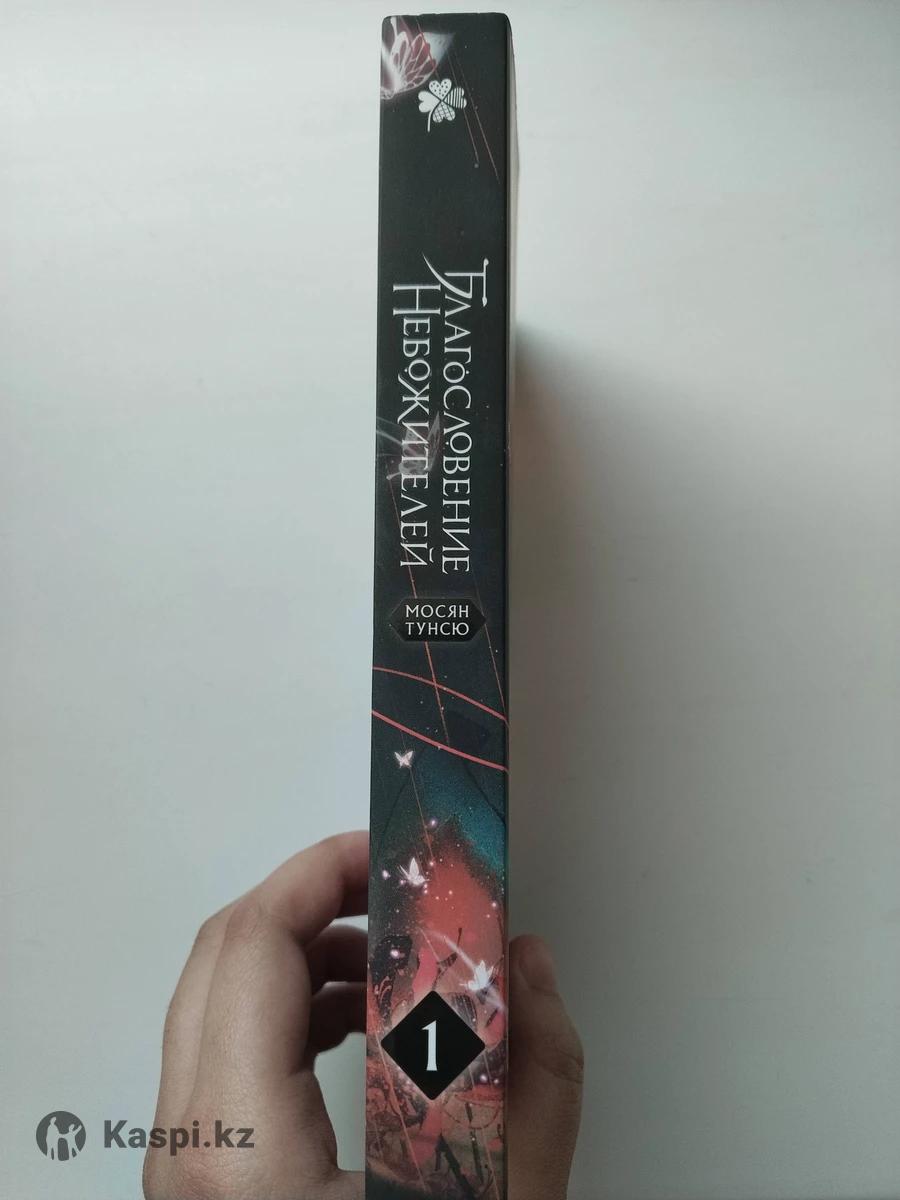 Благословение
Небожителей
МОСЯН
ТУНСЮ
1
Kaspi.kz